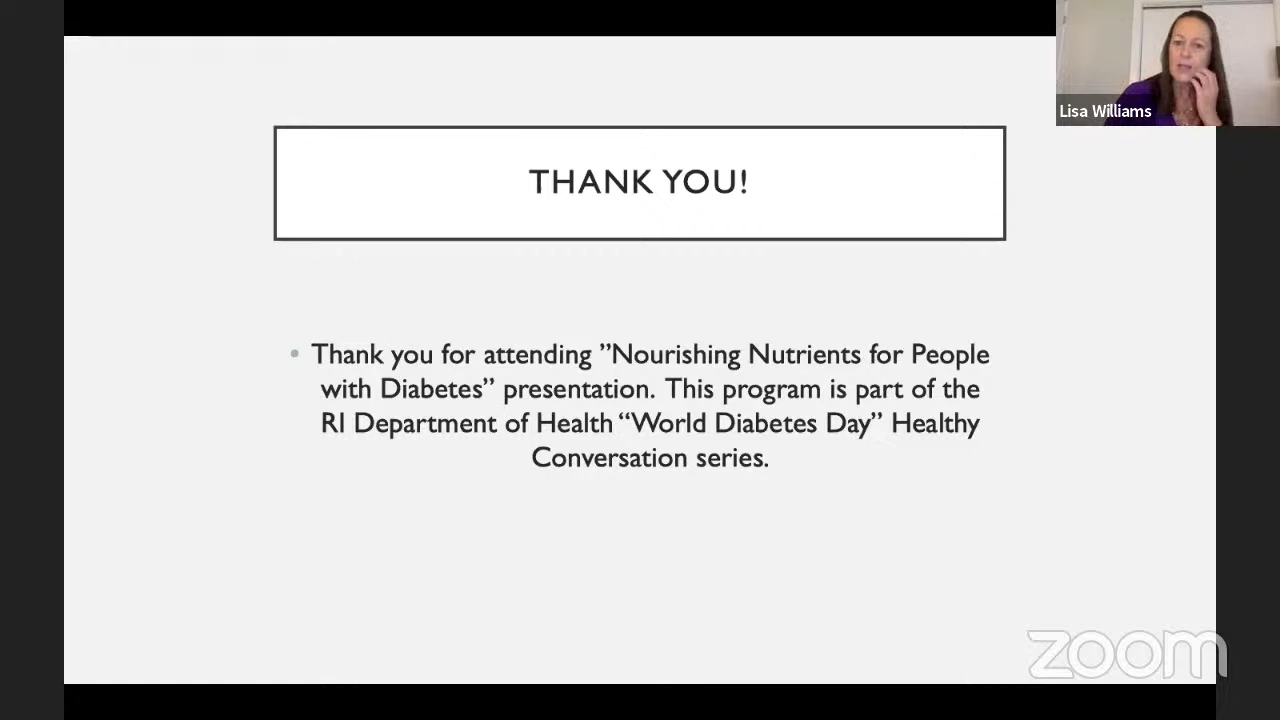 Lisa Williams
THANK YOU!
• Thank you for attending ”Nourishing Nutrients for People
with Diabetes” presentation. This program is part of the
RI Department of Health “World Diabetes Day” Healthy
Conversation series.
zoom